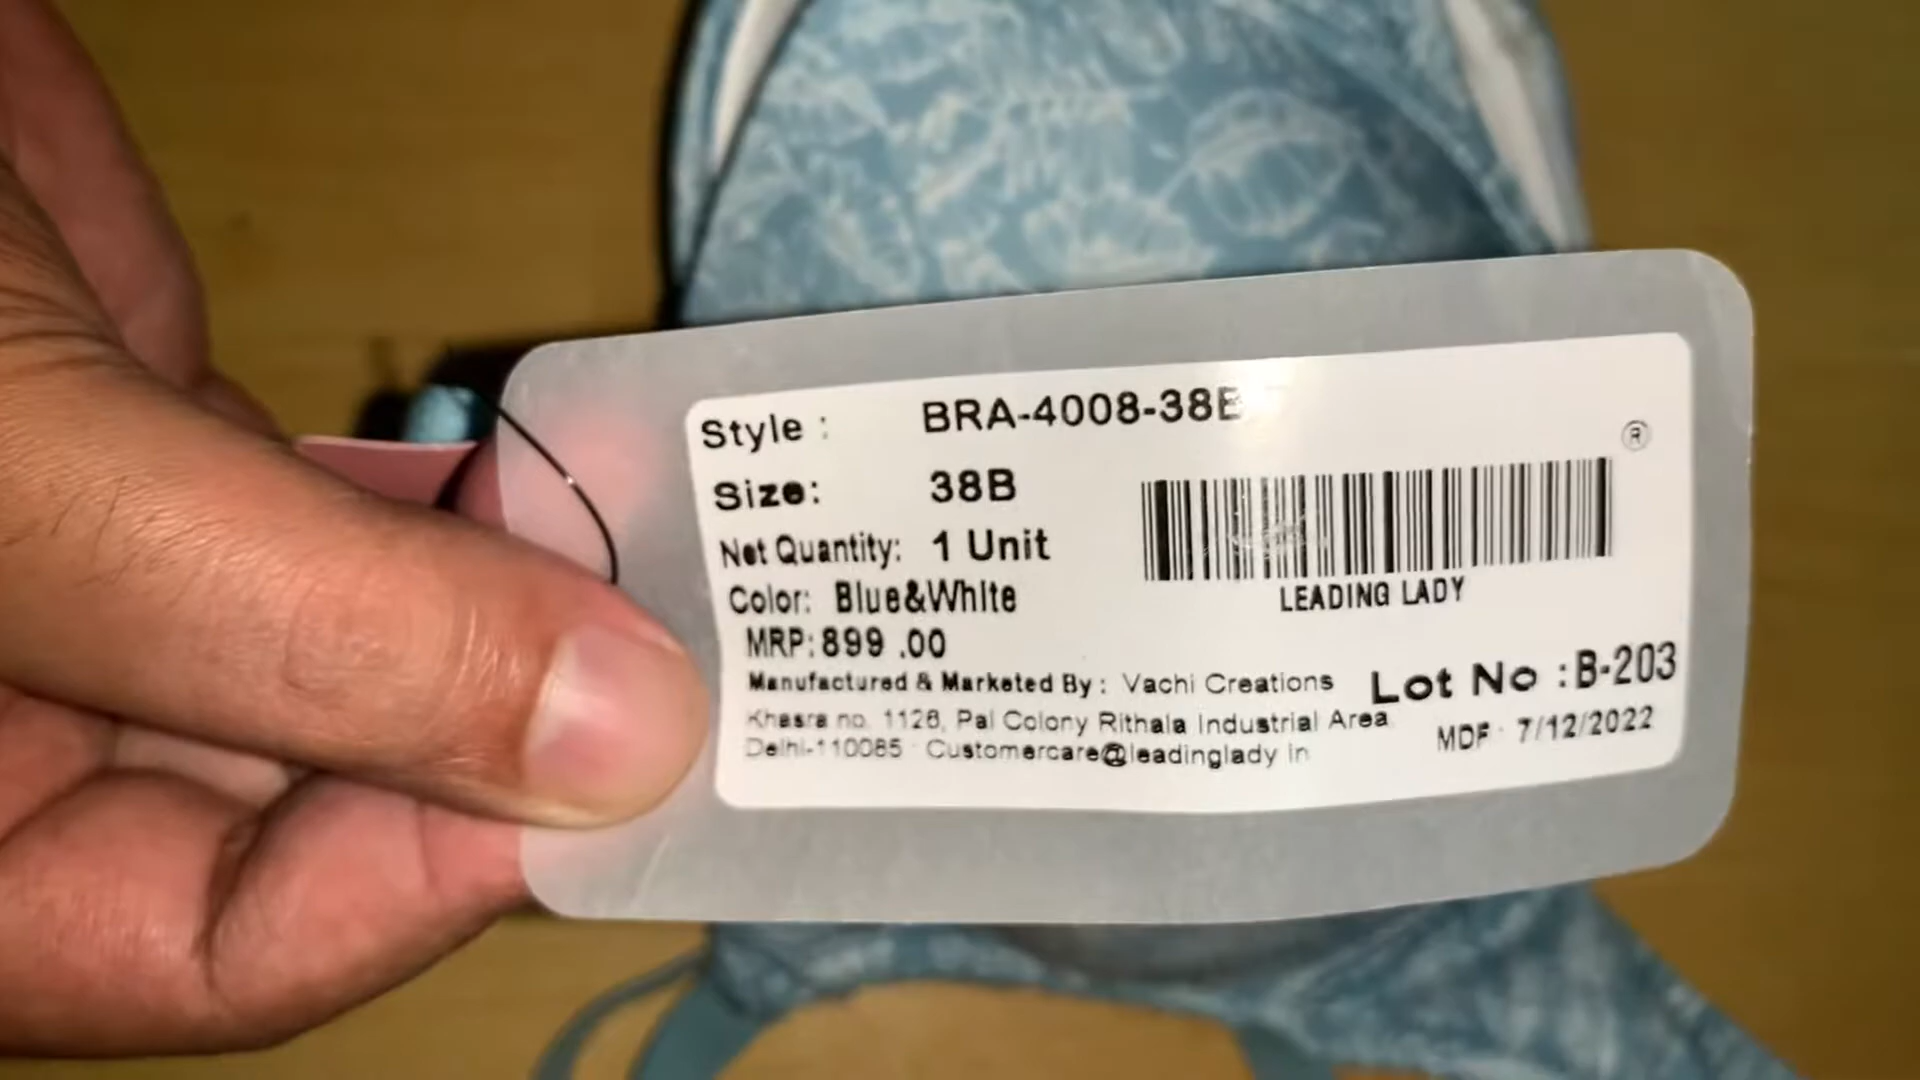 Style : BRA-4008-38B
®
Size: 38B
Net Quantity: 1 Unit
Color: Blue&White
LEADING LADY
MRP:899 .00
Manufactured & Marketed By : Vachi Creations
Lot No : B-203
Khasra no. 1128, Pal Colony Rithala Industrial Area
MDF : 7/12/2022
Delhi-110085 Customercare@leadinglady in